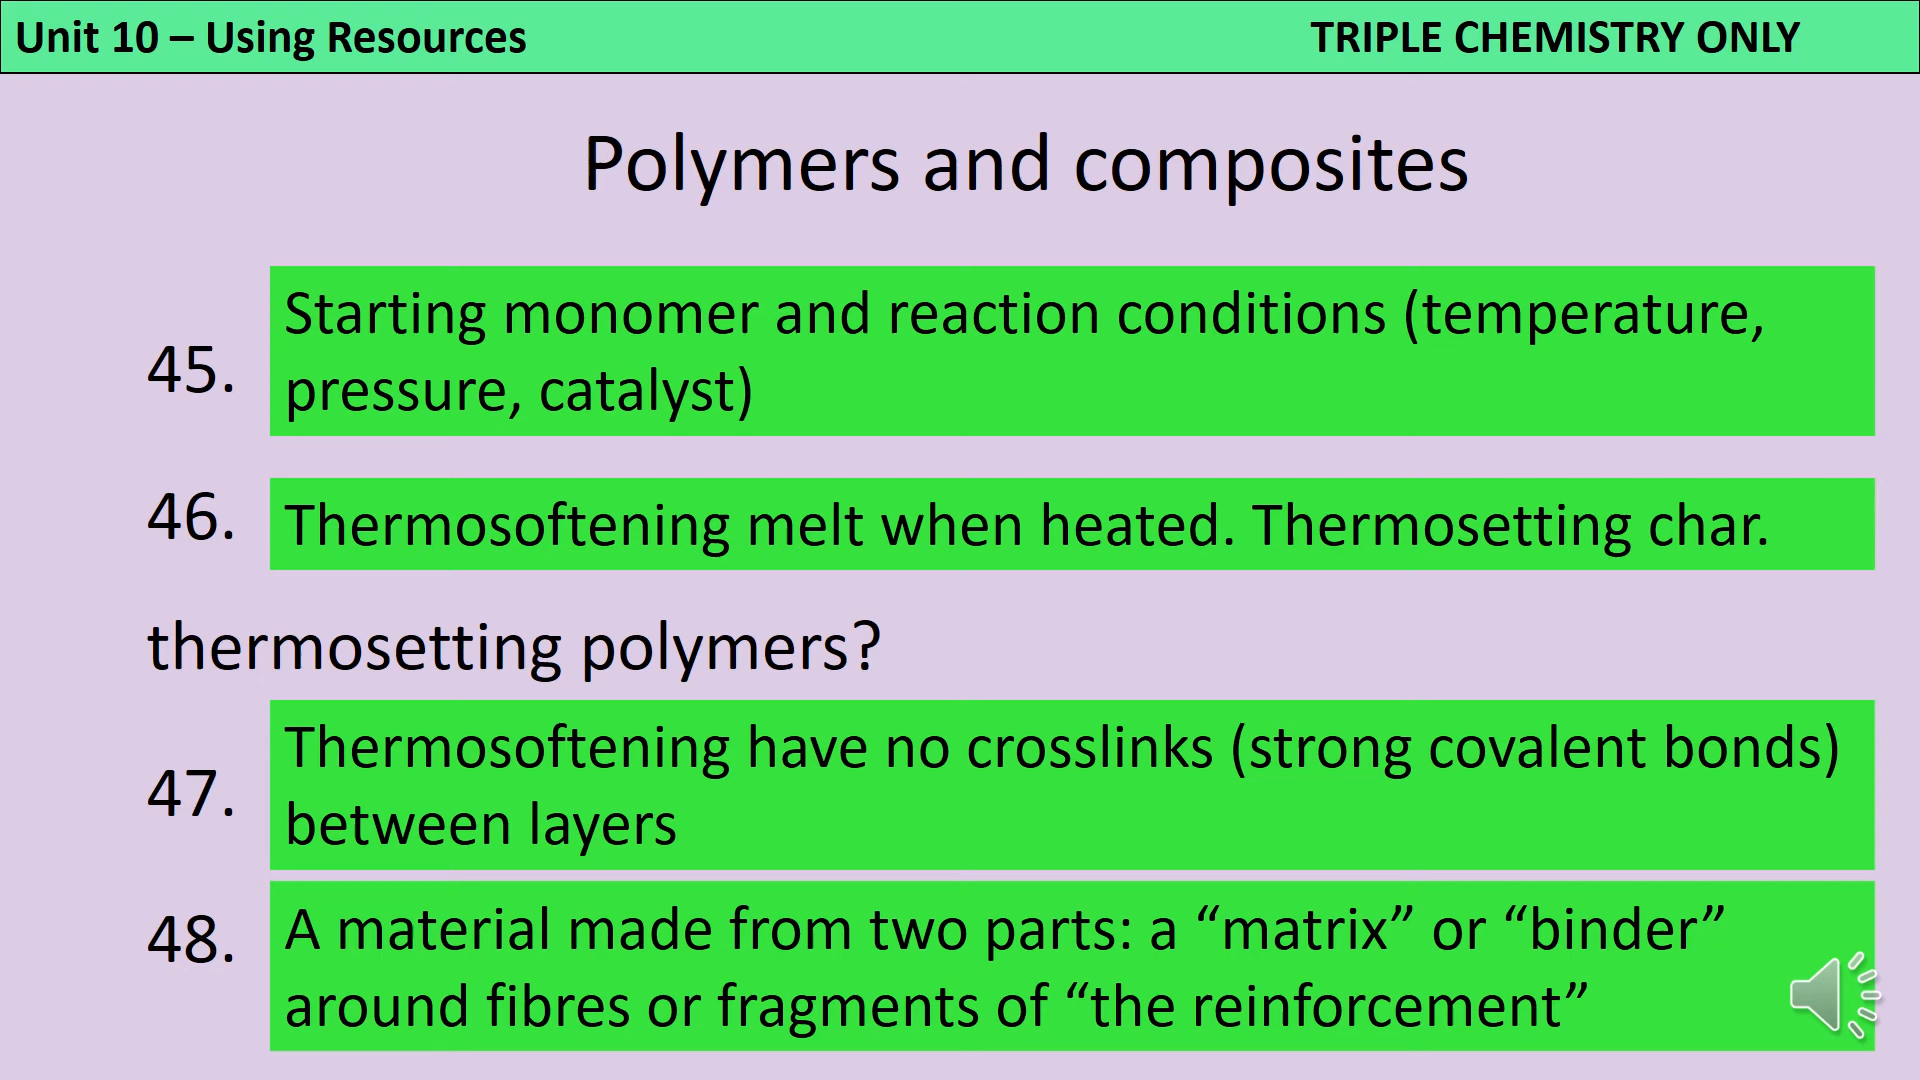 Unit 10 – Using Resources TRIPLE CHEMISTRY ONLY
Polymers and composites
45. Starting monomer and reaction conditions (temperature,
pressure, catalyst)
46. Thermosoftening melt when heated. Thermosetting char.
thermosetting polymers?
47. Thermosoftening have no crosslinks (strong covalent bonds)
between layers
48. A material made from two parts: a “matrix” or “binder”
around fibres or fragments of “the reinforcement”